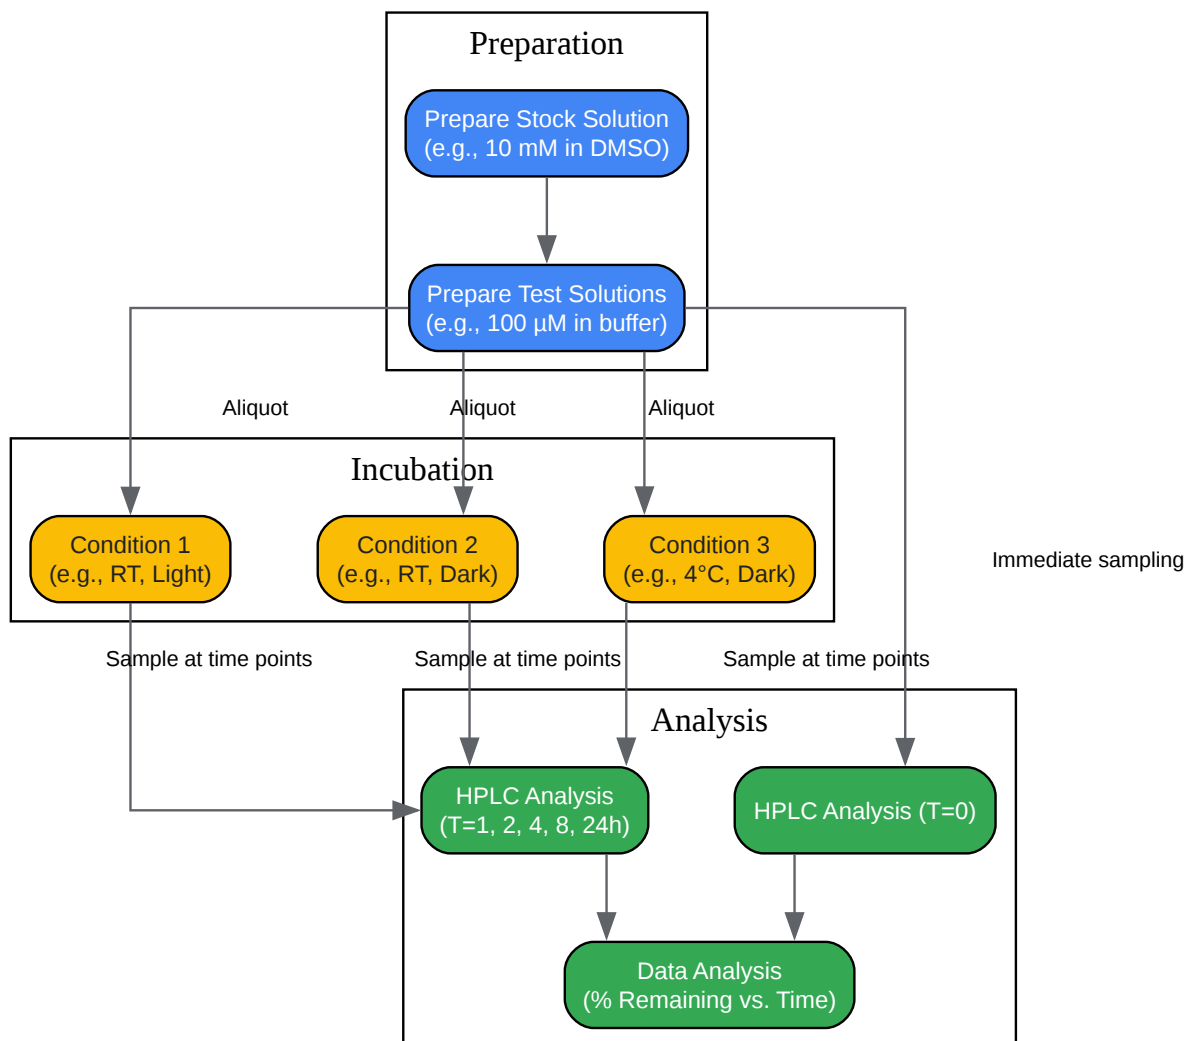 Preparation
Prepare Stock Solution
(e.g., 10 mM in DMSO)
Prepare Test Solutions
(e.g., 100 µM in buffer)
Aliquot
Aliquot
Aliquot
Incubation
Condition 1
(e.g., RT, Light)
Condition 2
(e.g., RT, Dark)
Condition 3
(e.g., 4°C, Dark)
Immediate sampling
Sample at time points
Sample at time points
Sample at time points
Analysis
HPLC Analysis
(T=1, 2, 4, 8, 24h)
HPLC Analysis (T=0)
Data Analysis
(% Remaining vs. Time)